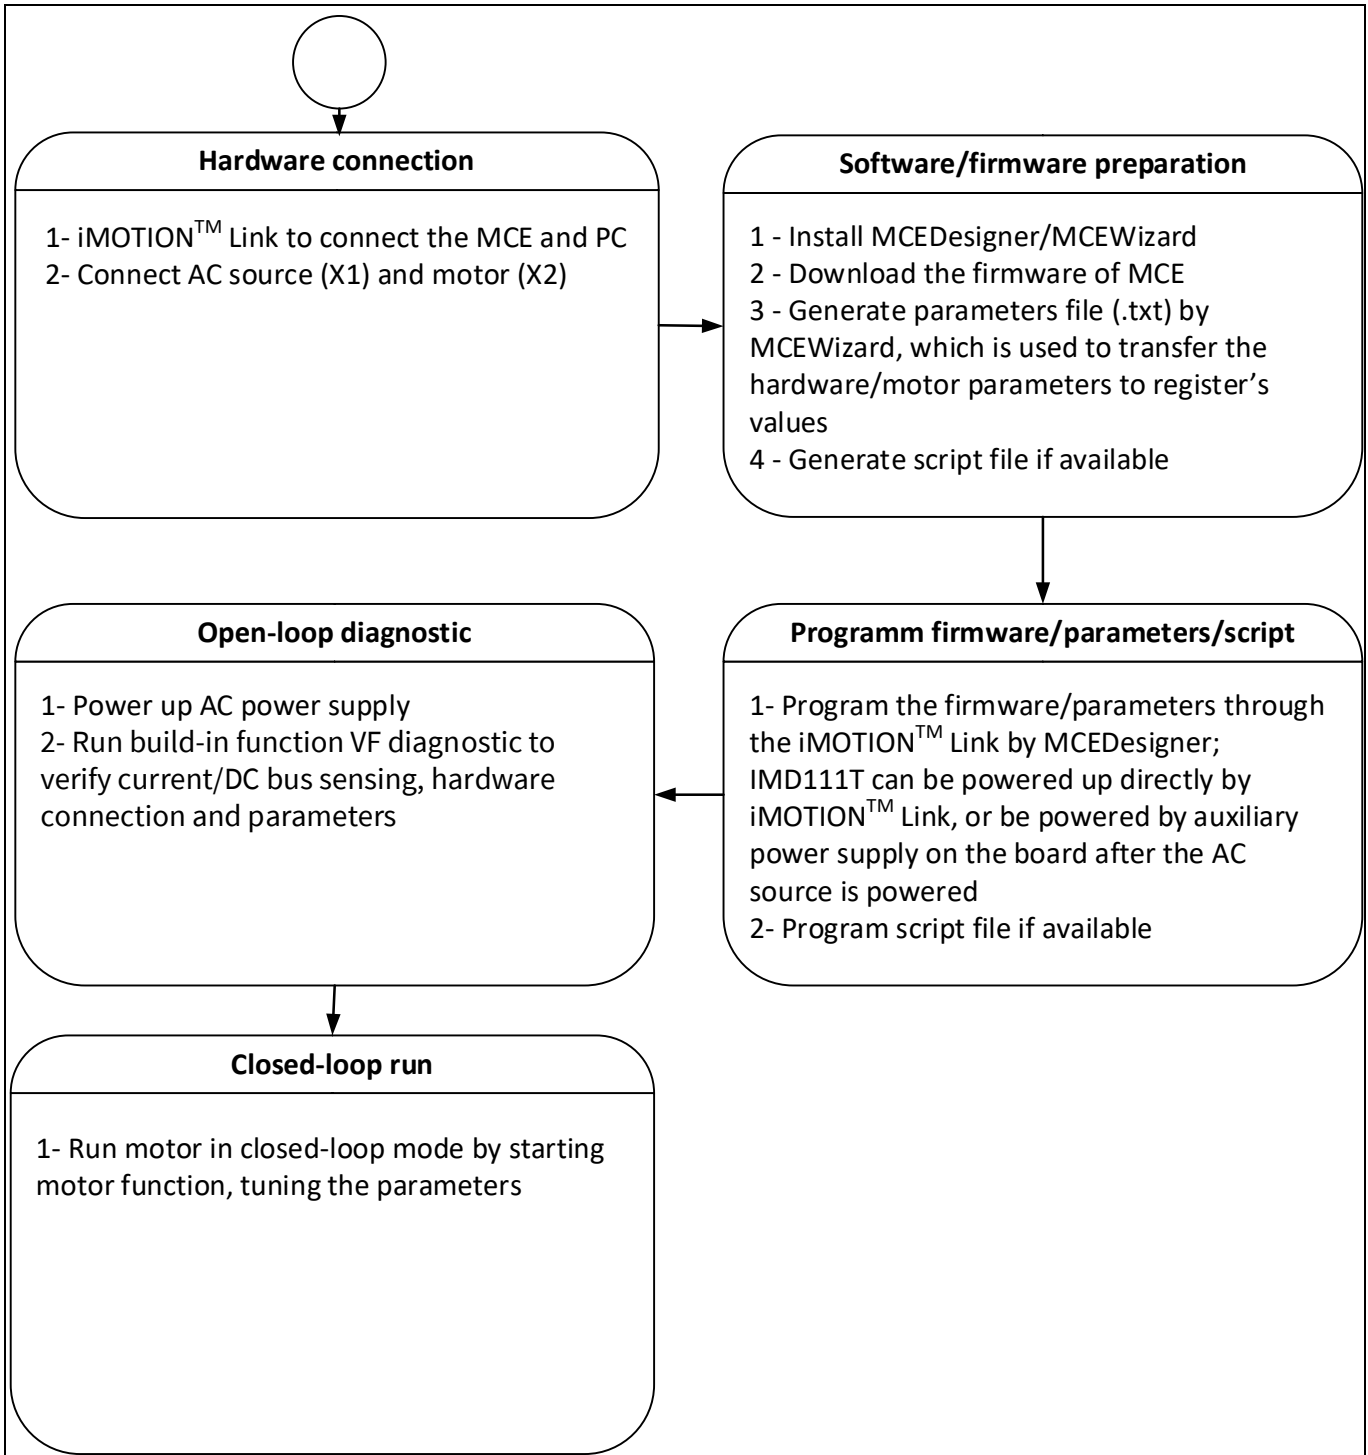 Hardware connection
1- iMOTION™ Link to connect the MCE and PC
2- Connect AC source (X1) and motor (X2)
Software/firmware preparation
1 - Install MCEDesigner/MCEWizard
2 - Download the firmware of MCE
3 - Generate parameters file (.txt) by
MCEWizard, which is used to transfer the
hardware/motor parameters to register’s
values
4 - Generate script file if available
Programm firmware/parameters/script
1- Program the firmware/parameters through
the iMOTION™ Link by MCEDesigner;
IMD111T can be powered up directly by
iMOTION™ Link, or be powered by auxiliary
power supply on the board after the AC
source is powered
2- Program script file if available
Open-loop diagnostic
1- Power up AC power supply
2- Run build-in function VF diagnostic to
verify current/DC bus sensing, hardware
connection and parameters
Closed-loop run
1- Run motor in closed-loop mode by starting
motor function, tuning the parameters